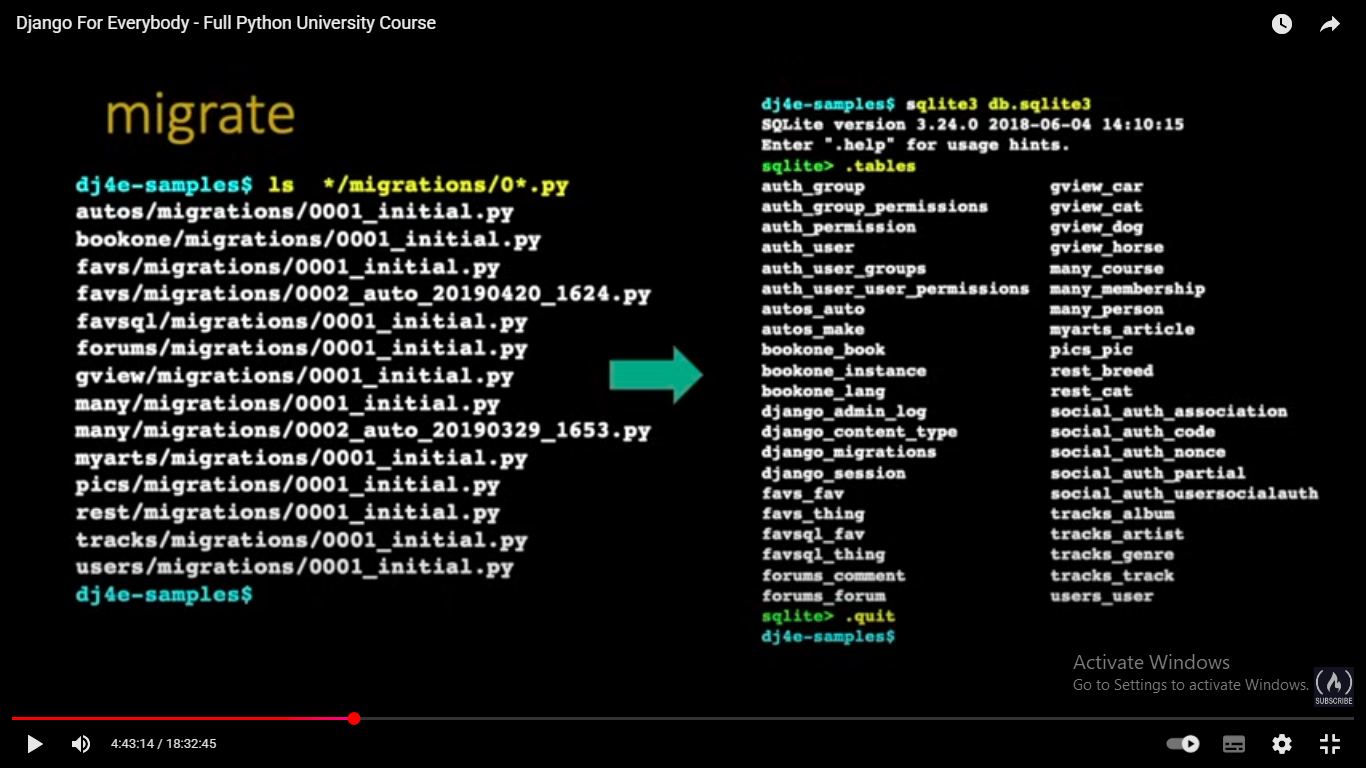 Django For Everybody - Full Python University Course
migrate
dj4e-samples$ ls  */migrations/0*.py
autos/migrations/0001_initial.py
bookone/migrations/0001_initial.py
favs/migrations/0001_initial.py
favs/migrations/0002_auto_20190420_1624.py
favsql/migrations/0001_initial.py
forums/migrations/0001_initial.py
gview/migrations/0001_initial.py
many/migrations/0001_initial.py
many/migrations/0002_auto_20190329_1653.py
myarts/migrations/0001_initial.py
pics/migrations/0001_initial.py
rest/migrations/0001_initial.py
tracks/migrations/0001_initial.py
users/migrations/0001_initial.py
dj4e-samples$
dj4e-samples$ sqlite3 db.sqlite3
SQLite version 3.24.0 2018-06-04 14:10:15
Enter ".help" for usage hints.
sqlite> .tables
auth_group gview_car
auth_group_permissions gview_cat
auth_permission gview_dog
auth_user gview_horse
auth_user_groups many_course
auth_user_user_permissions many_membership
autos_auto many_person
autos_make myarts_article
bookone_book pics_pic
bookone_instance rest_breed
bookone_lang rest_cat
django_admin_log social_auth_association
django_content_type social_auth_code
django_migrations social_auth_nonce
django_session social_auth_partial
favs_fav social_auth_usersocialauth
favs_thing tracks_album
favsql_fav tracks_artist
favsql_thing tracks_genre
forums_comment tracks_track
forums_forum users_user
sqlite> .quit
dj4e-samples$
Activate Windows
Go to Settings to activate Windows.
SUBSCRIBE
4:43:14 / 18:32:45